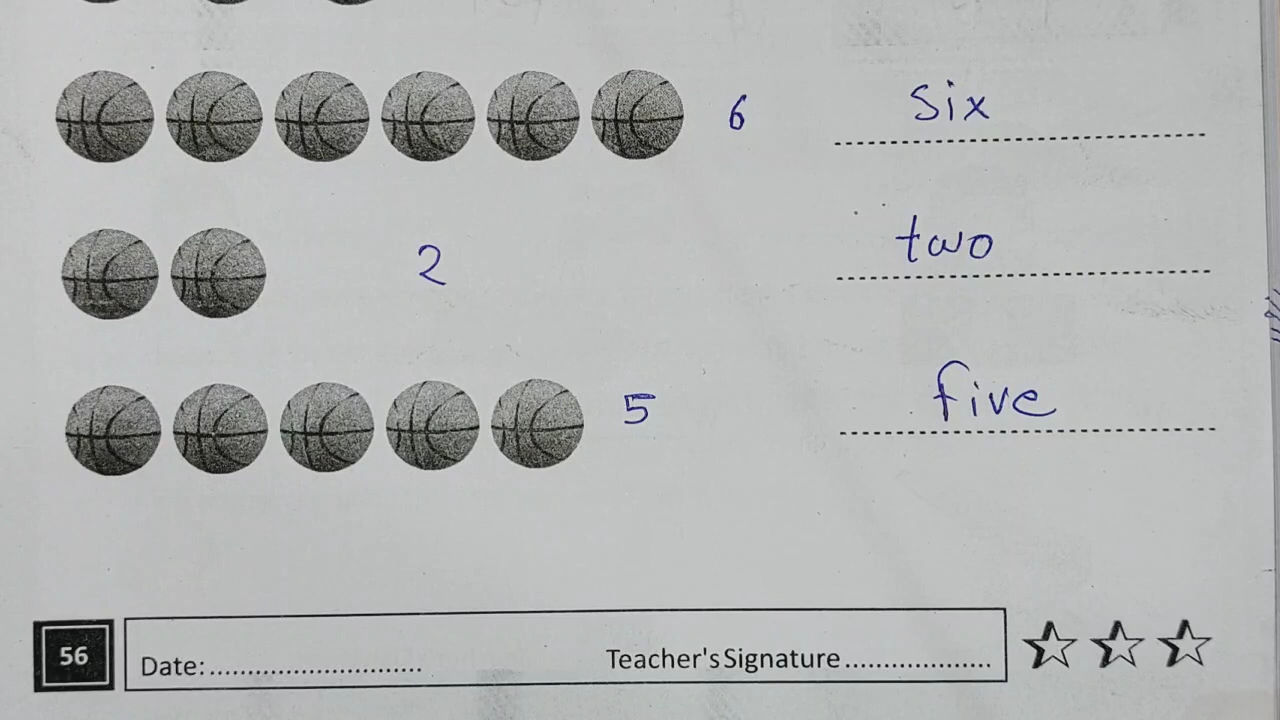 6 six
2 two
5 five
56 Date:........................... Teacher's Signature...................